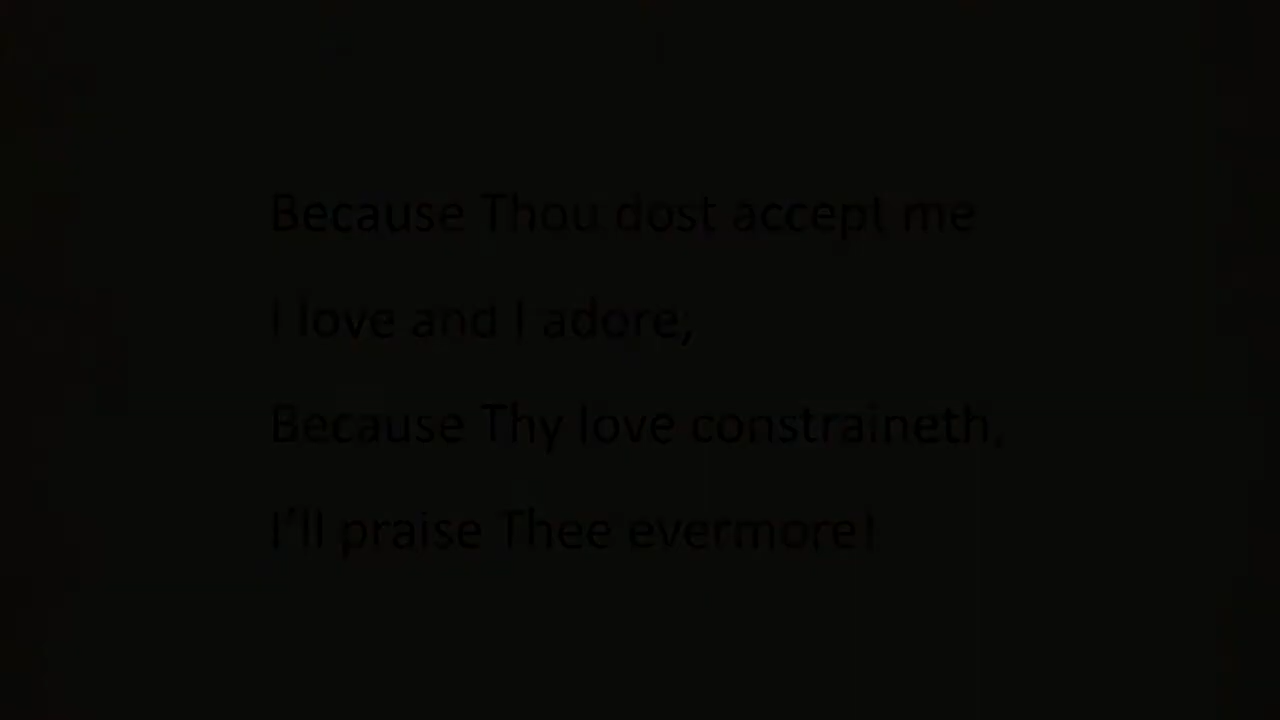 Because Thou dost accept me
I love and I adore,
Because Thy love constraineth,
I'll praise Thee evermore!